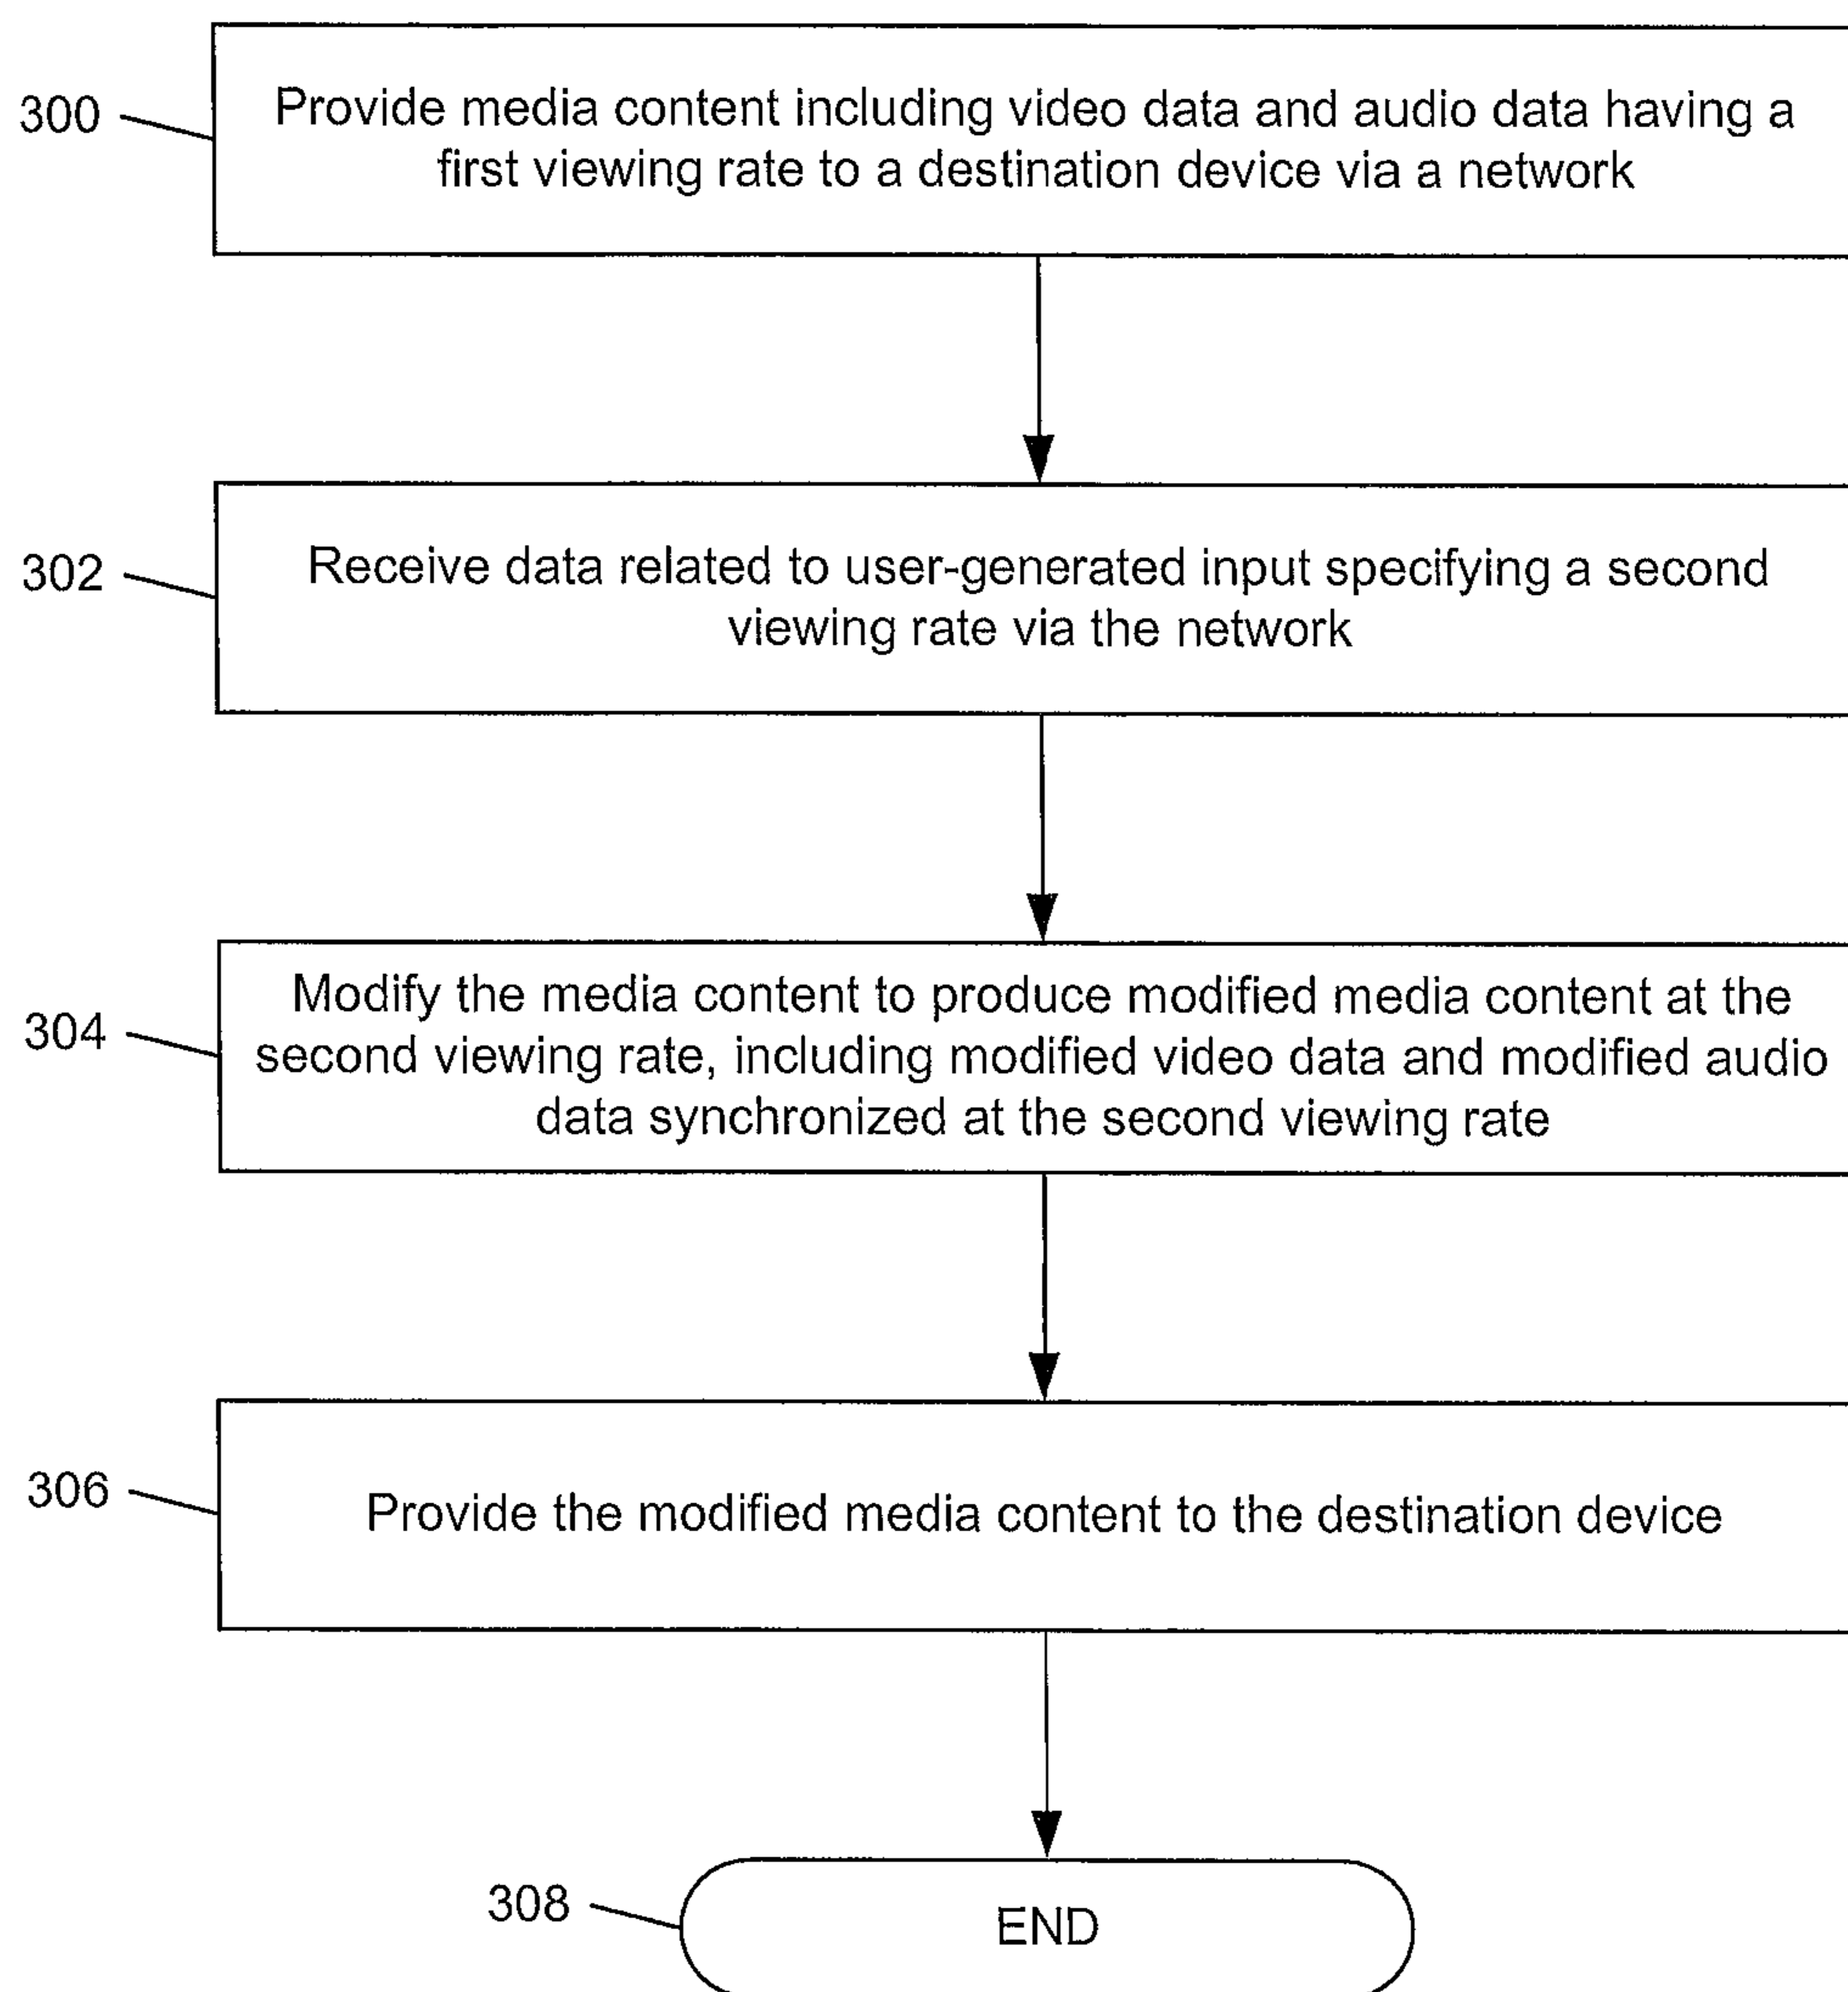 300
Provide media content including video data and audio data having a
first viewing rate to a destination device via a network
302
Receive data related to user-generated input specifying a second
viewing rate via the network
304
Modify the media content to produce modified media content at the
second viewing rate, including modified video data and modified audio
data synchronized at the second viewing rate
306
Provide the modified media content to the destination device
308
END